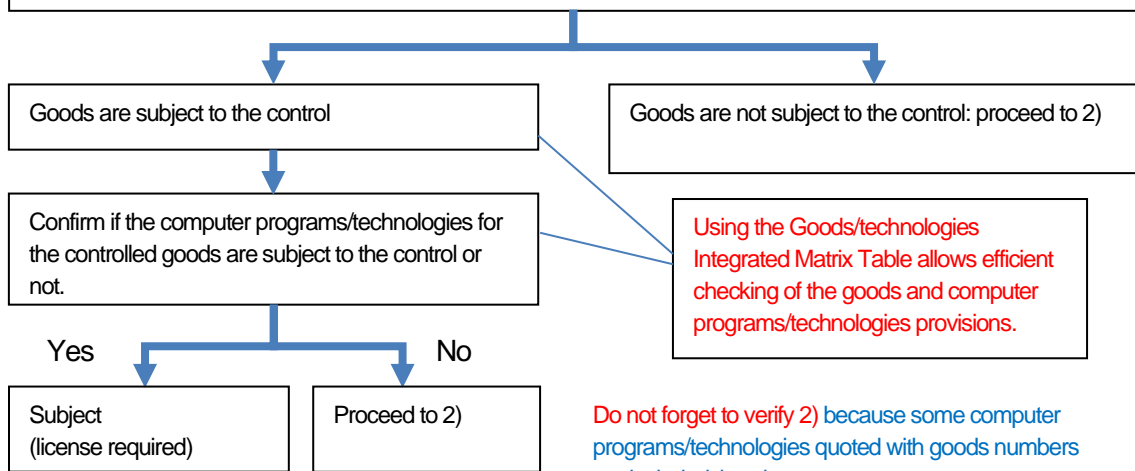 Goods are subject to the control
Goods are not subject to the control: proceed to 2)
Confirm if the computer programs/technologies for
the controlled goods are subject to the control or
not.
Using the Goods/technologies
Integrated Matrix Table allows efficient
checking of the goods and computer
programs/technologies provisions.
Yes
No
Subject
(license required)
Proceed to 2)
Do not forget to verify 2) because some computer
programs/technologies quoted with goods numbers